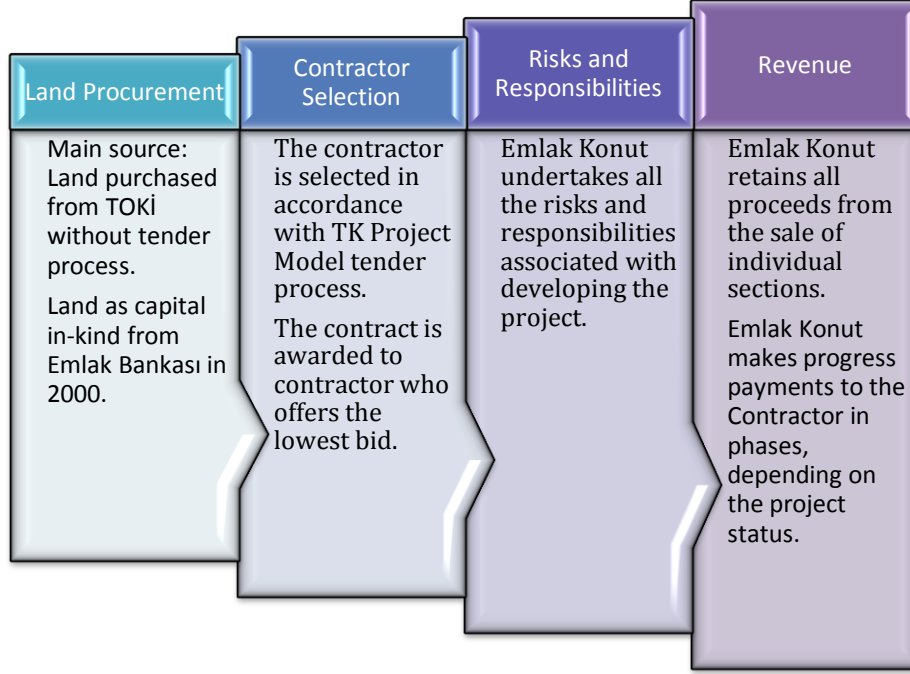 Land Procurement
Main source:
Land purchased
from TOKİ
without tender
process.
Land as capital
in-kind from
Emlak Bankası in
2000.
Contractor
Selection
The contractor
is selected in
accordance
with TK Project
Model tender
process.
The contract is
awarded to
contractor who
offers the
lowest bid.
Risks and
Responsibilities
Emlak Konut
undertakes all
the risks and
responsibilities
associated with
developing the
project.
Revenue
Emlak Konut
retains all
proceeds from
the sale of
individual
sections.
Emlak Konut
makes progress
payments to the
Contractor in
phases,
depending on
the project
status.